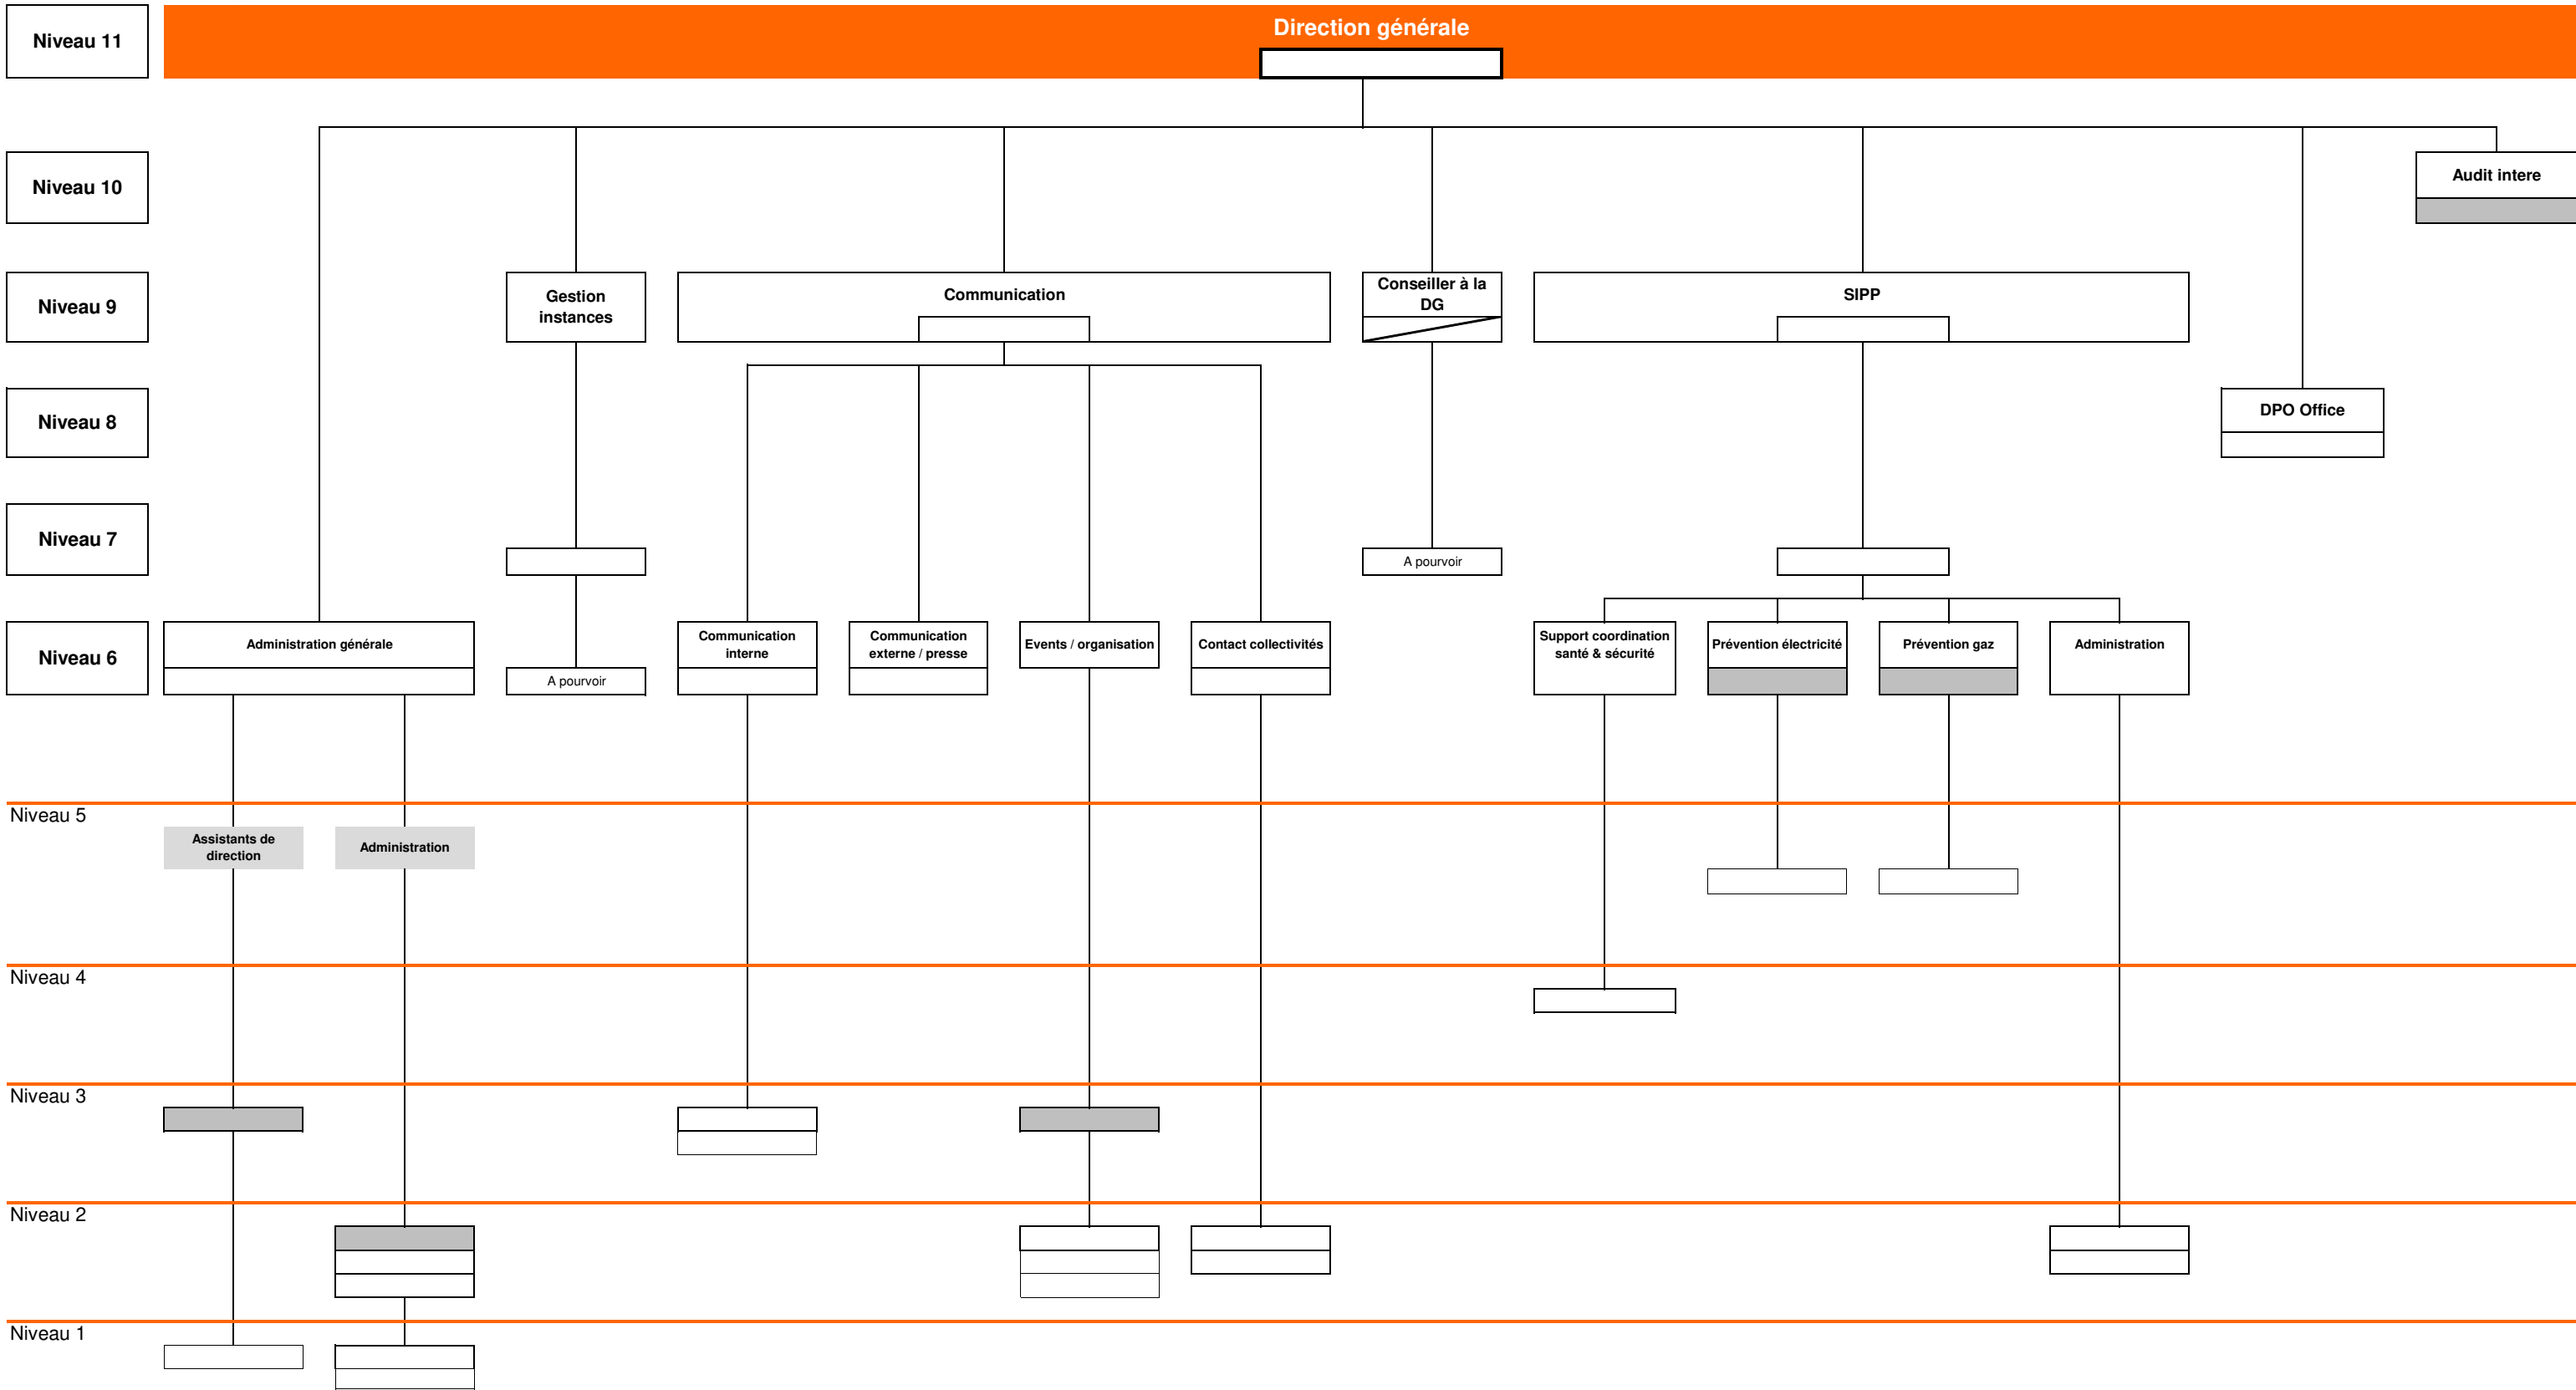 Niveau 11
Direction générale
Niveau 10
Audit intere
Niveau 9
Gestion
instances
Communication
Conseiller à la
DG
SIPP
Niveau 8
DPO Office
Niveau 7
A pourvoir
Niveau 6
Administration générale
A pourvoir
Communication
interne
Communication
externe / presse
Events / organisation
Contact collectivités
Support coordination
santé & sécurité
Prévention électricité
Prévention gaz
Administration
Niveau 5
Assistants de
direction
Administration
Niveau 4
Niveau 3
Niveau 2
Niveau 1